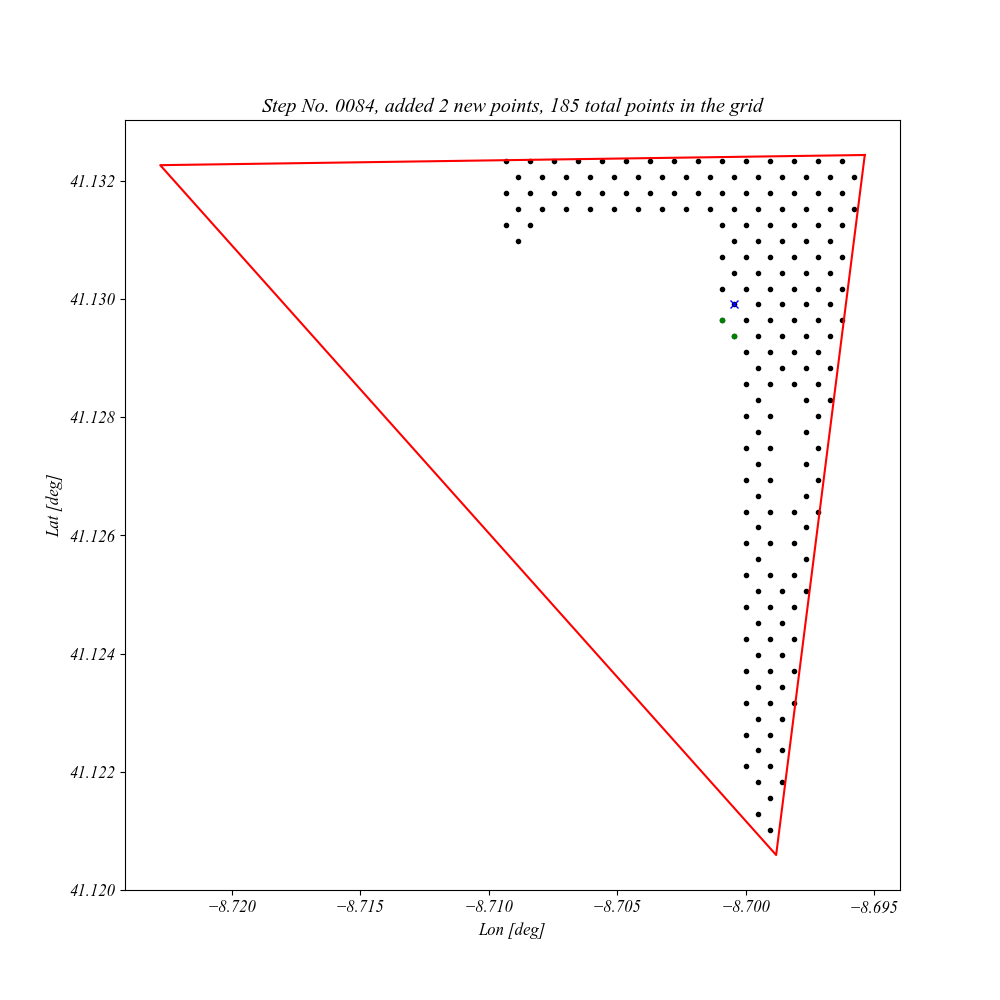 Step No. 0084, added 2 new points, 185 total points in the grid
41.132
41.130
41.128
41.126
41.124
41.122
41.120
Lat [deg]
−8.720 −8.715 −8.710 −8.705 −8.700 −8.695
Lon [deg]